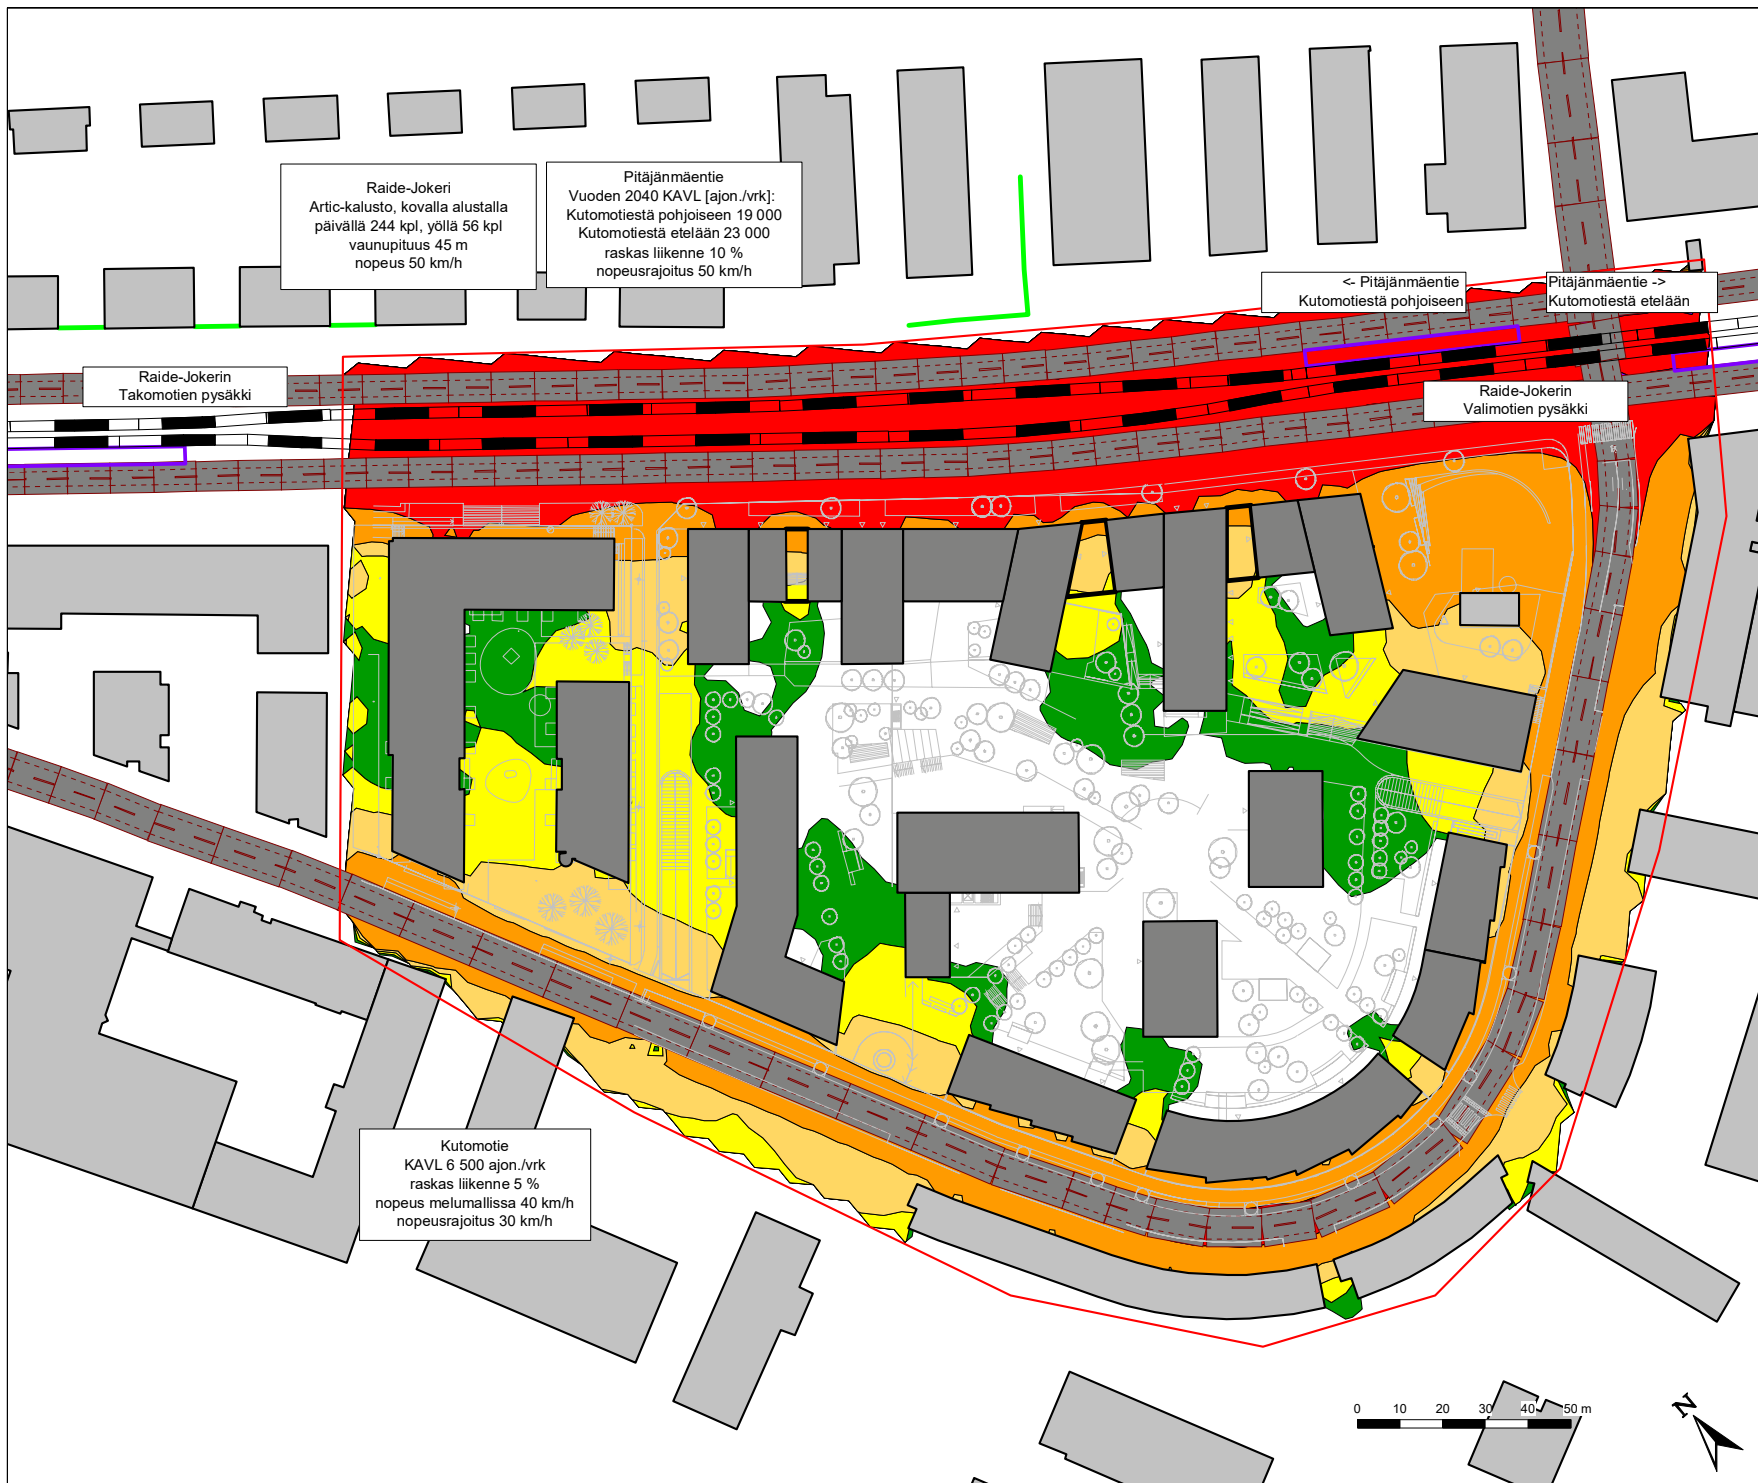 Raide-Jokeri
Artic-kalusto, kovalla alustalla
päivällä 244 kpl, yöllä 56 kpl
vaunupituus 45 m
nopeus 50 km/h
Pitäjänmäentie
Vuoden 2040 KAVL [ajon./vrk]:
Kutomotiestä pohjoiseen 19 000
Kutomotiestä etelään 23 000
raskas liikenne 10 %
nopeusrajoitus 50 km/h
<- Pitäjänmäentie
Kutomotiestä pohjoiseen
Pitäjänmäentie ->
Kutomotiestä etelään
Raide-Jokerin
Takomotien pysäkki
Raide-Jokerin
Valimotien pysäkki
Kutomotie
KAVL 6 500 ajon./vrk
raskas liikenne 5 %
nopeus melumallissa 40 km/h
nopeusrajoitus 30 km/h
0 10 20 30 40 50 m
N